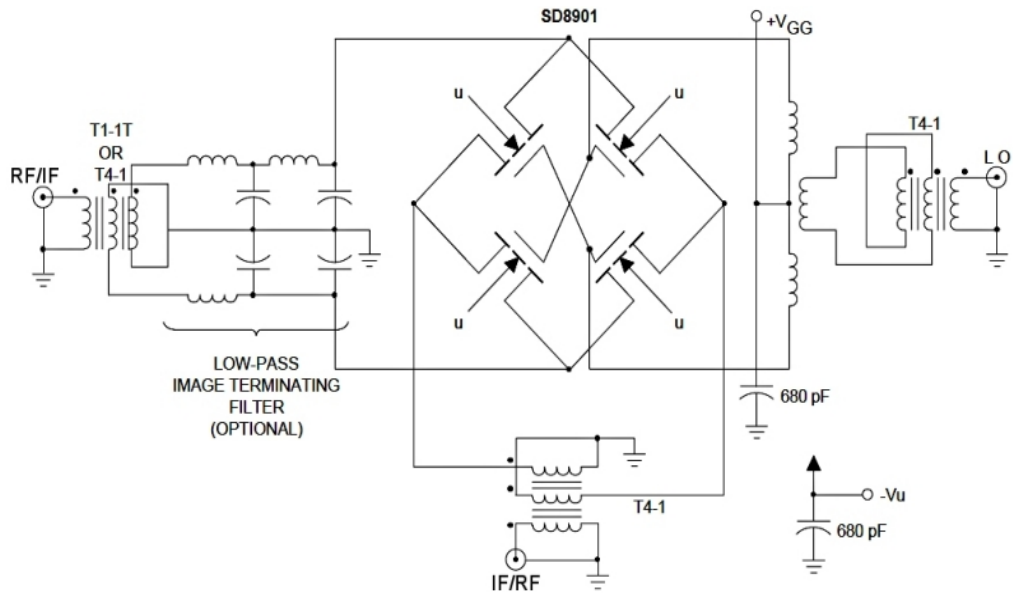 SD8901
+VGG
u
u
T1-1T
OR
T4-1
T4-1
RF/IF
LO
u
u
LOW-PASS
IMAGE TERMINATING
FILTER
(OPTIONAL)
680 pF
T4-1
-Vu
680 pF
IF/RF